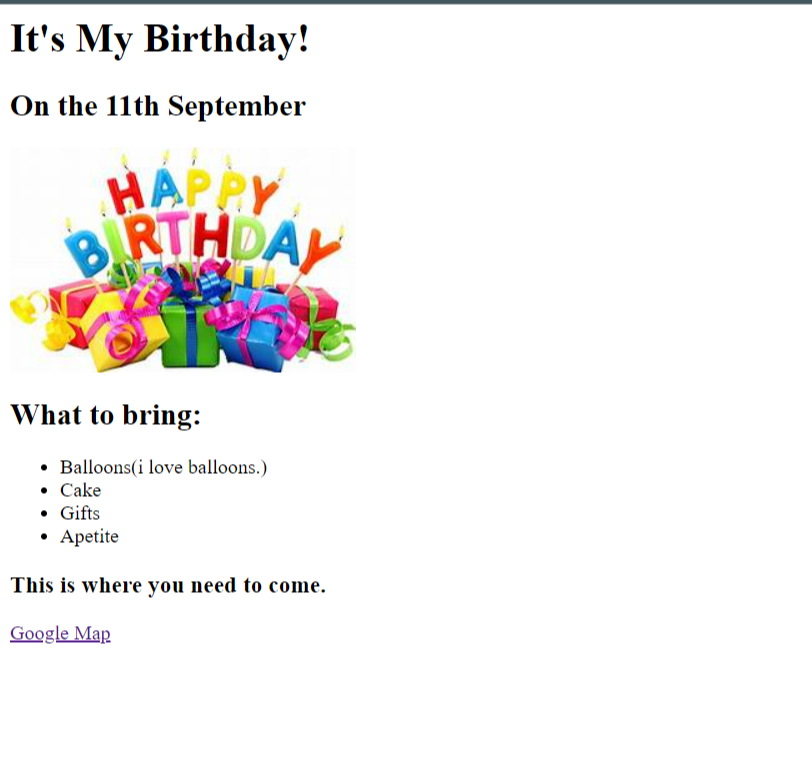 It's My Birthday!
On the 11th September
HAPPY
BIRTHDAY
What to bring:
Balloons(i love balloons.)
Cake
Gifts
Apetite
This is where you need to come.
Google Map